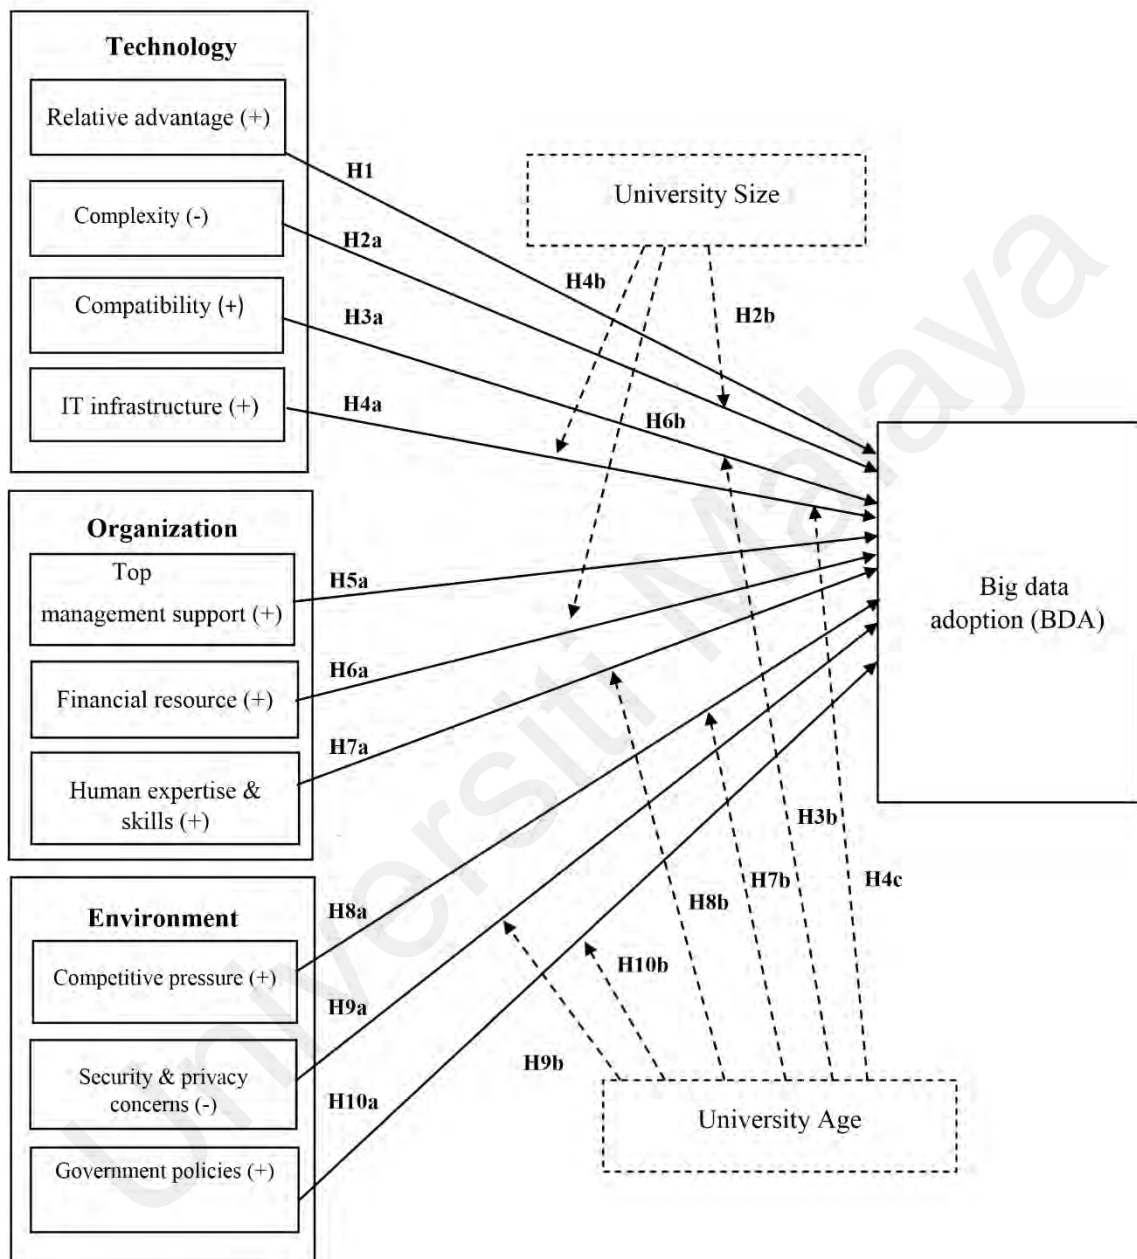 Technology
Relative advantage (+)
Complexity (-)
Compatibility (+)
IT infrastructure (+)
Organization
Top
management support (+)
Financial resource (+)
Human expertise &
skills (+)
Environment
Competitive pressure (+)
Security & privacy
concerns (-)
Government policies (+)
H1
H2a
H3a
H4a
H5a
H6a
H7a
H8a
H9a
H10a
University Size
H4b
H2b
H6b
Big data
adoption (BDA)
H3b
H7b
H4c
H8b
H10b
H9b
University Age
Universiti Malaya